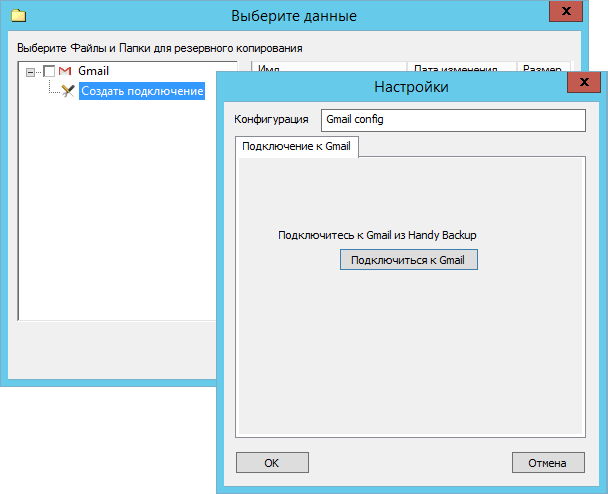 Выберите данные
x
Выберите Файлы и Папки для резервного копирования
Gmail
Создать подключение
Имя
Дата изменения
Размер
Настройки
x
Конфигурация
Gmail config
Подключение к Gmail
Подключитесь к Gmail из Handy Backup
Подключиться к Gmail
OK
Отмена